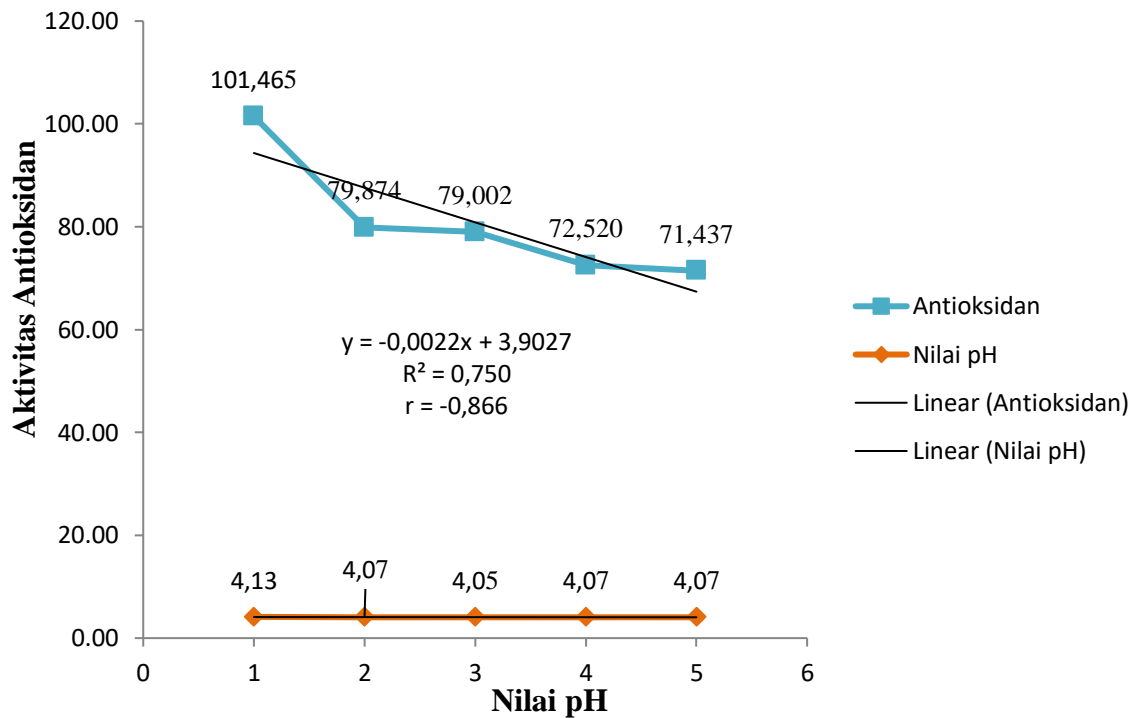 120.00
100.00
80.00
60.00
40.00
20.00
0.00
Aktivitas Antioksidan
101,465
79,874
79,002
72,520
71,437
y = -0,0022x + 3,9027
R² = 0,750
r = -0,866
4,13
4,07
4,05
4,07
4,07
0 1 2 3 4 5 6
Nilai pH
Antioksidan
Nilai pH
Linear (Antioksidan)
Linear (Nilai pH)